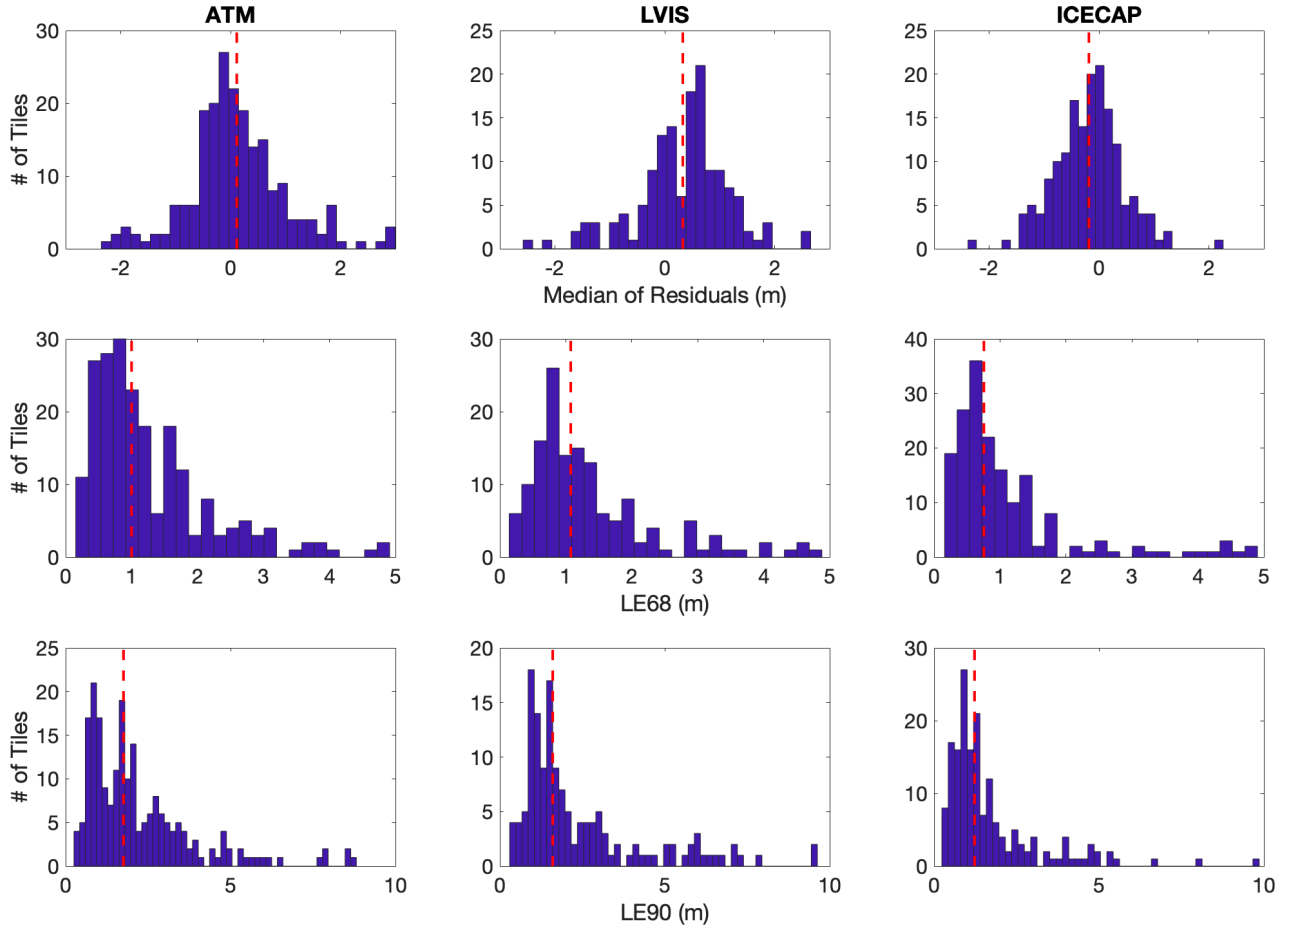 ATM LVIS ICECAP
30 25 25
20 20
20 15 15
# of Tiles
10 10 10
5 5
0 0 0
-2 0 2 -2 0 2 -2 0 2
Median of Residuals (m)
30 30 40
30
20 20
# of Tiles
20
10 10 10
0 0 0
0 1 2 3 4 5 0 1 2 3 4 5 0 1 2 3 4 5
LE68 (m)
25 20 30
20
15 20
15
# of Tiles
10
10 10
5 5
0 0 0
0 5 10 0 5 10 0 5 10
LE90 (m)